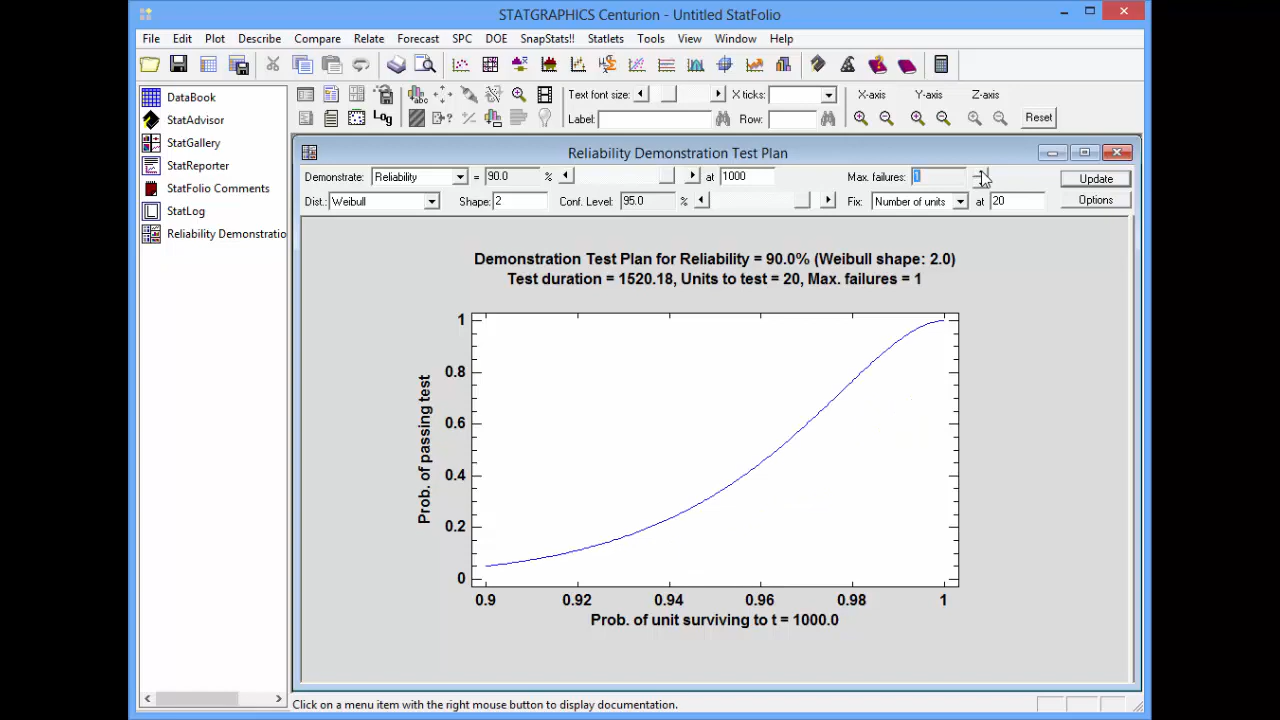 STATGRAPHICS Centurion - Untitled StatFolio
File Edit Plot Describe Compare Relate Forecast SPC DOE SnapStats!! Statlets Tools View Window Help
Text font size: X ticks: X-axis Y-axis Z-axis
Log Label: Row: Reset
DataBook
StatAdvisor
StatGallery
StatReporter
StatFolio Comments
StatLog
Reliability Demonstratio
Reliability Demonstration Test Plan
Demonstrate: Reliability = 90.0 % at 1000 Max. failures: 1 Update
Dist.: Weibull Shape: 2 Conf. Level: 95.0 % Fix: Number of units at 20 Options
Demonstration Test Plan for Reliability = 90.0% (Weibull shape: 2.0)
Test duration = 1520.18, Units to test = 20, Max. failures = 1
Prob. of passing test
1
0.8
0.6
0.4
0.2
0
0.9 0.92 0.94 0.96 0.98 1
Prob. of unit surviving to t = 1000.0
Click on a menu item with the right mouse button to display documentation.